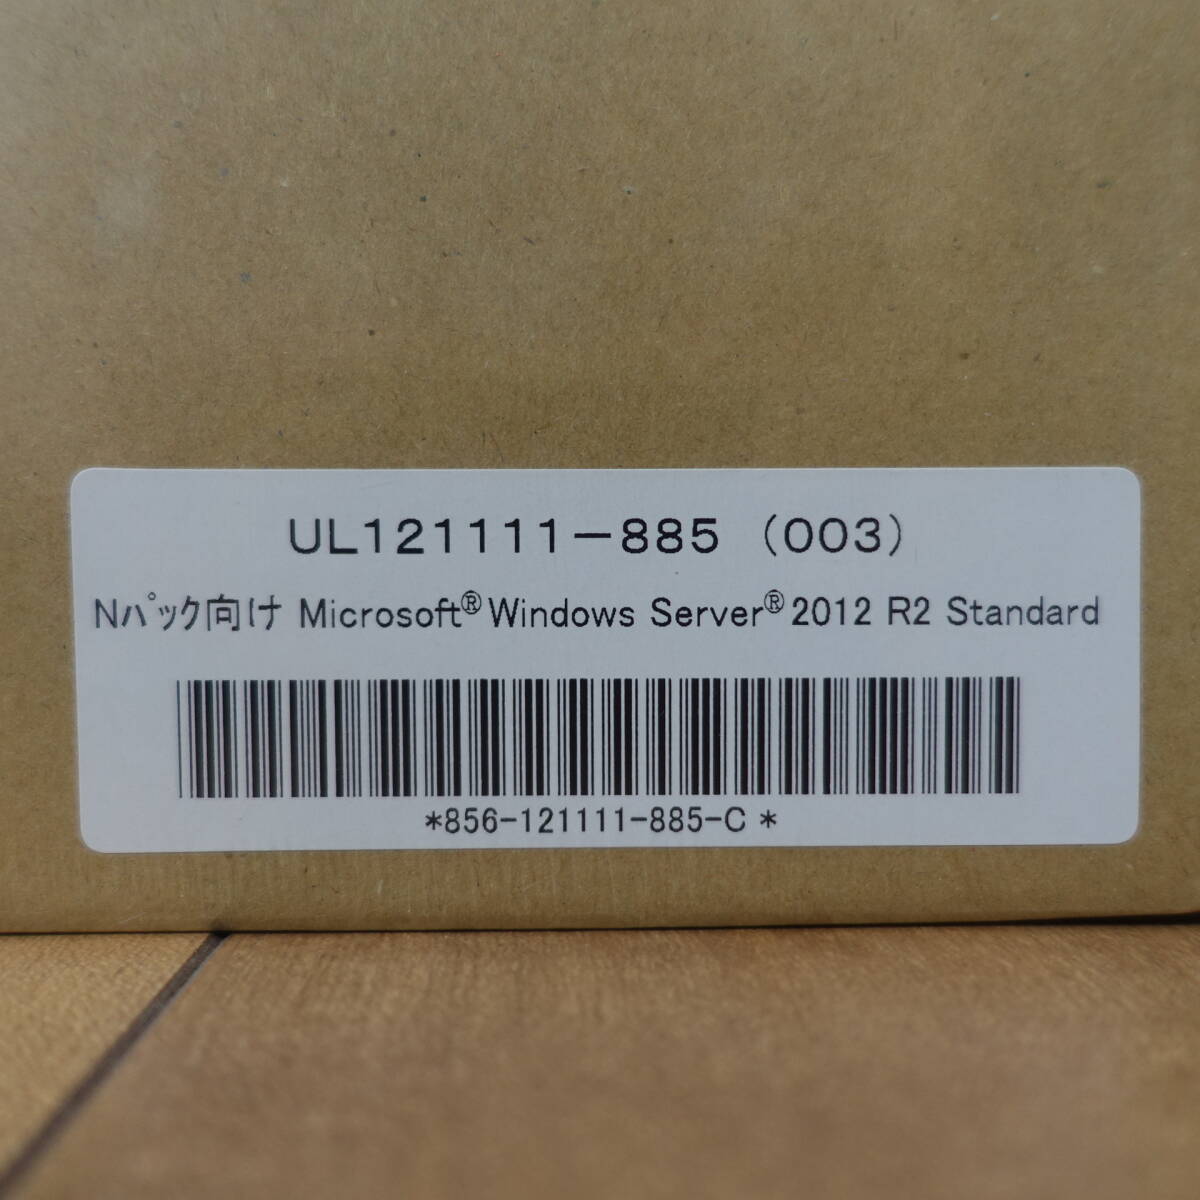 UL121111-885 (003)
Nパック向け Microsoft® Windows Server® 2012 R2 Standard
*856-121111-885-C *